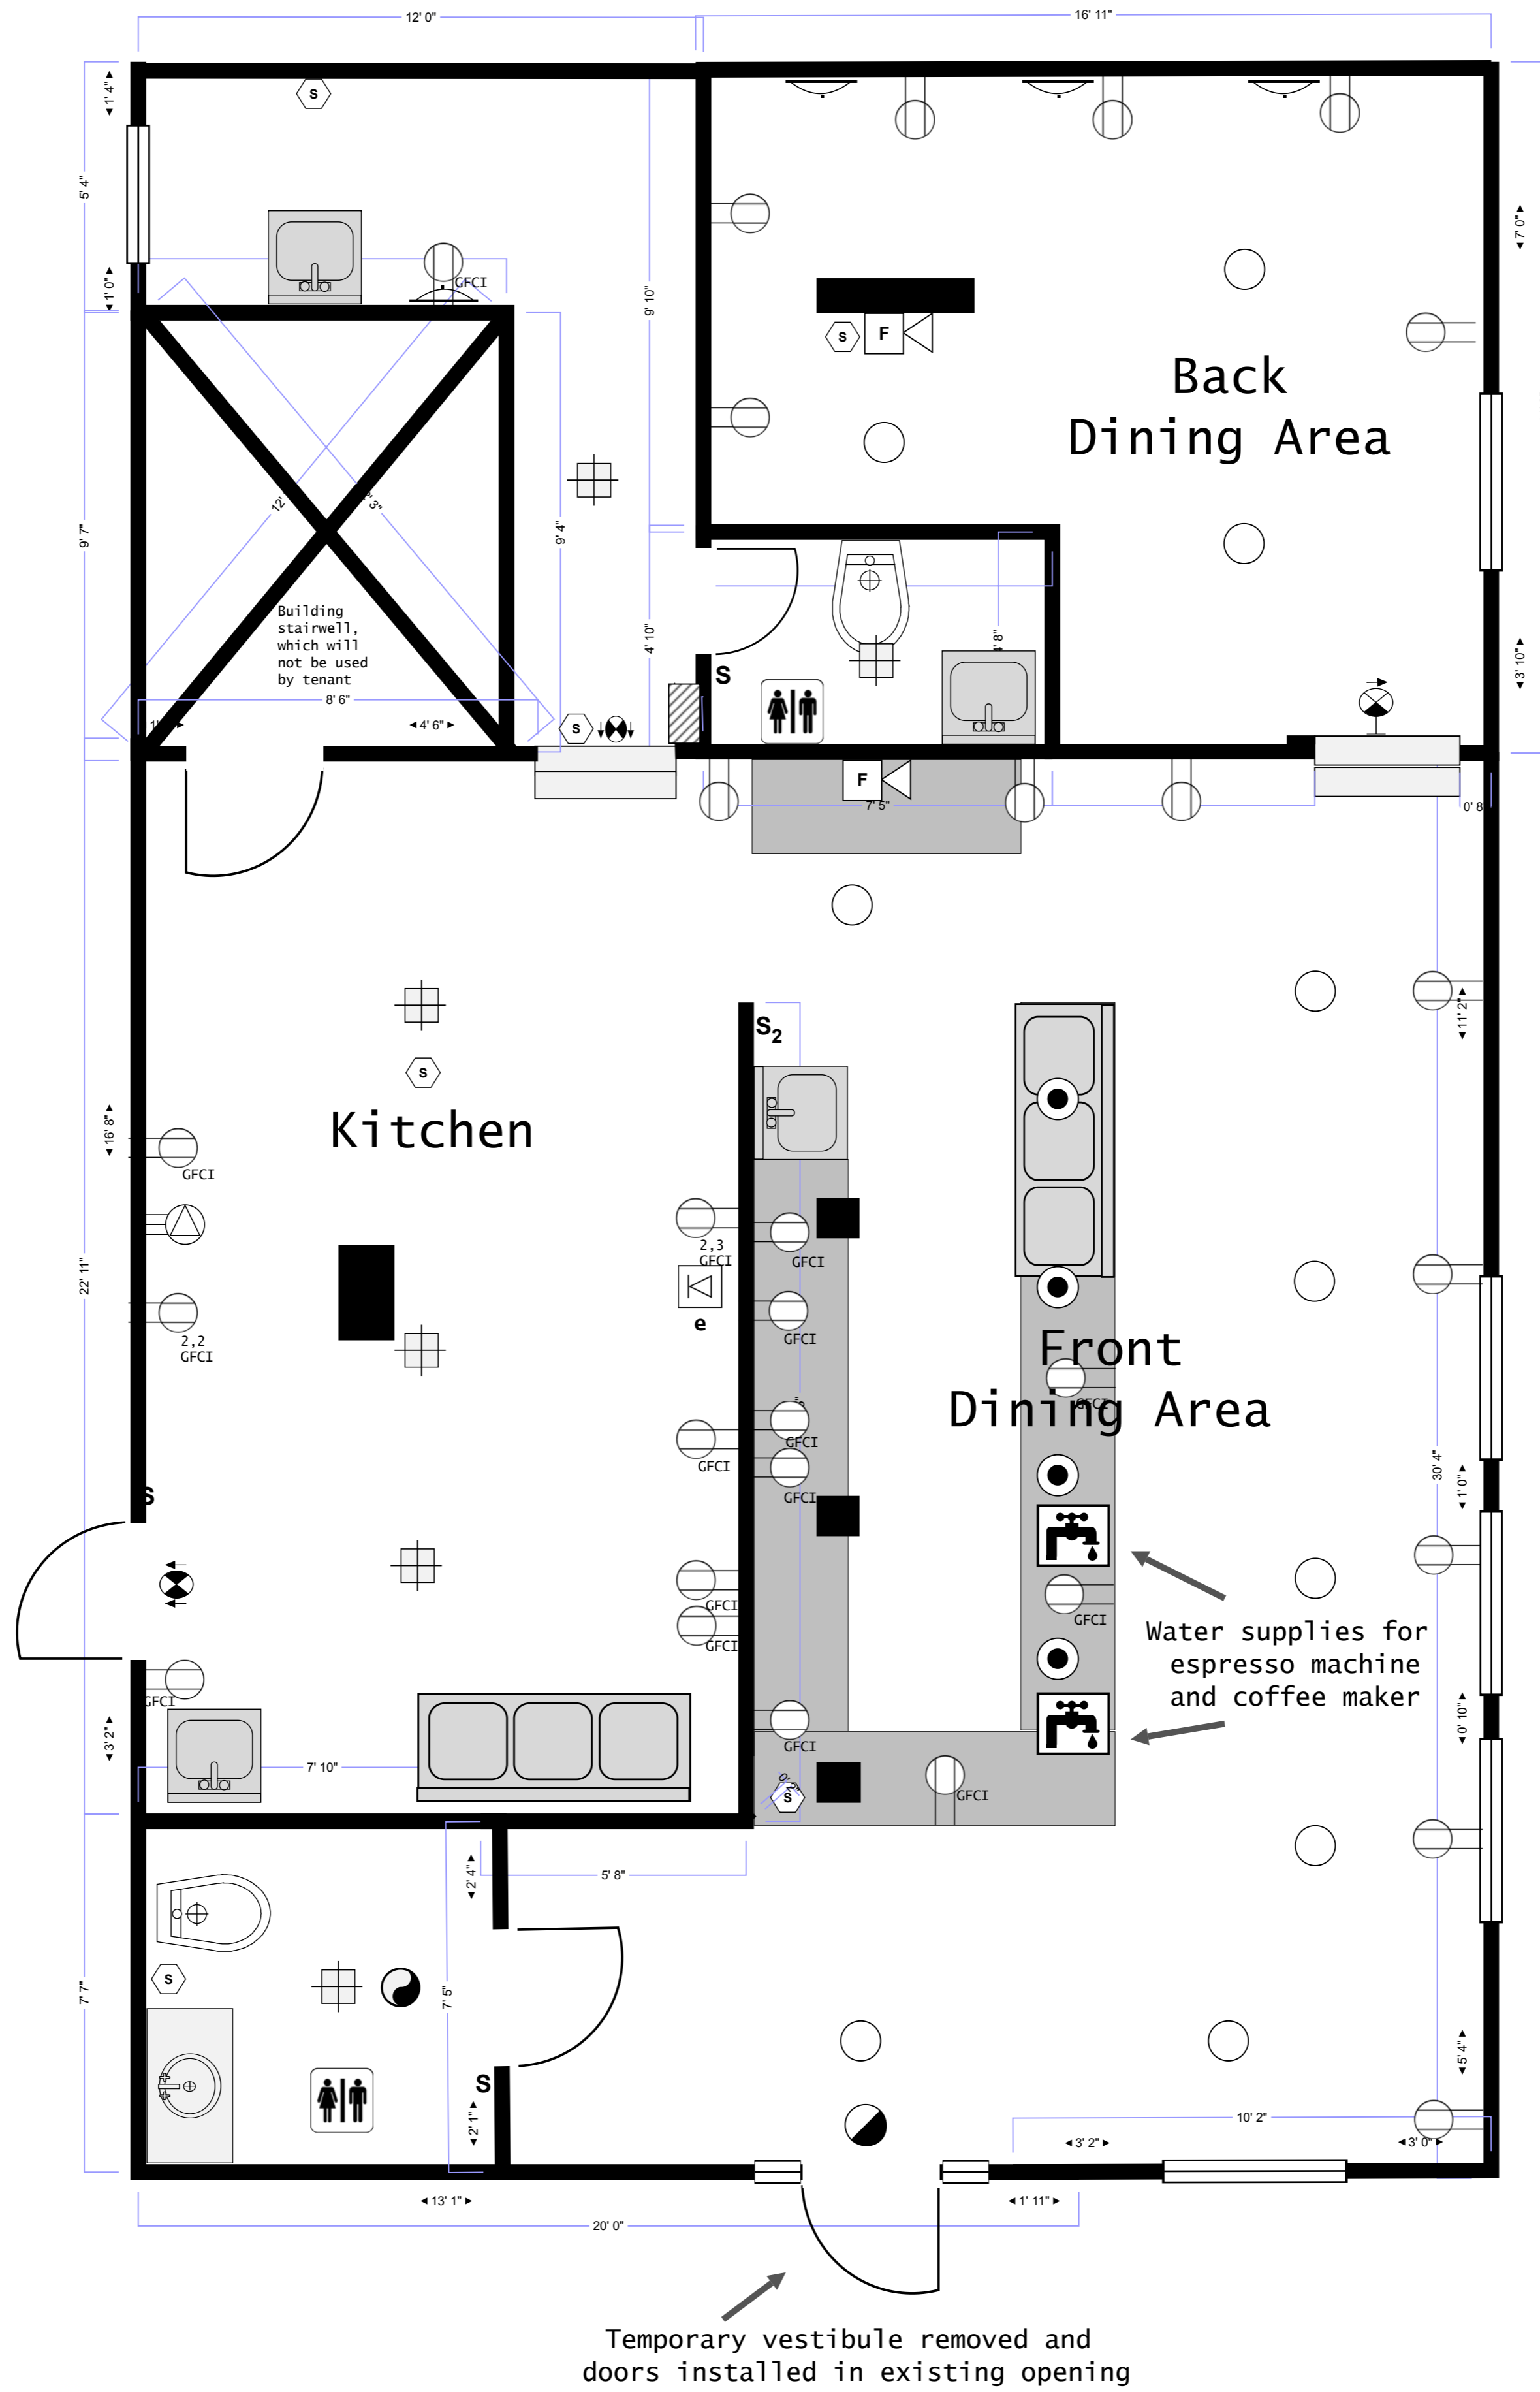 12' 0"
16' 11"
1' 4"
S
5' 4"
7' 0"
GFCI
1' 0"
9' 10"
S
F
Back
Dining Area
12'
3"
9' 7"
9' 4"
Building
stairwell,
which will
not be used
by tenant
4' 10"
8"
3' 10"
S
8' 6"
4' 6"
S
F
7' 5"
0' 8
11' 2"
S2
S
Kitchen
16' 8"
GFCI
2,3
GFCI
GFCI
22' 11"
e
GFCI
2,2
GFCI
Front
Dining Area
GFCI
GFCI
GFCI
GFCI
30' 4"
1' 0"
S
GFCI
GFCI
GFCI
Water supplies for
espresso machine
and coffee maker
GFCI
0' 10"
3' 2"
GFCI
7' 10"
S
GFCI
2' 4"
5' 8"
S
7' 7"
7' 5"
5' 4"
S
2' 1"
10' 2"
3' 2"
3' 0"
13' 1"
1' 11"
20' 0"
Temporary vestibule removed and
doors installed in existing opening